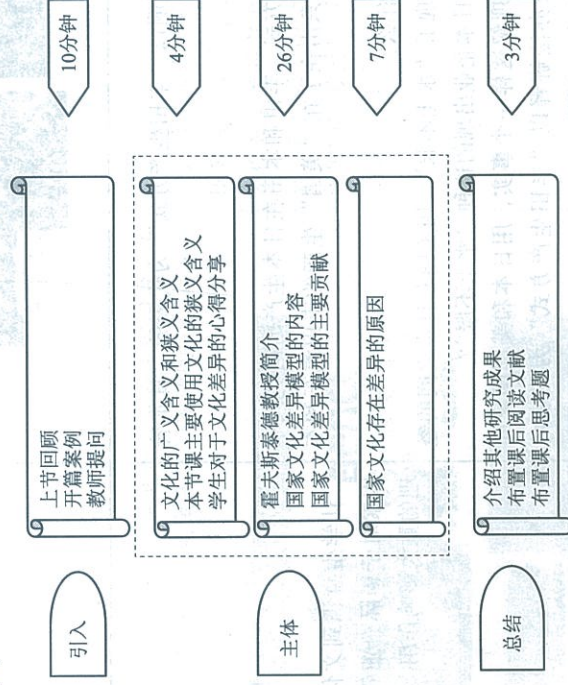 引入
上节回顾
开篇案例
教师提问
10分钟
主体
文化的广义含义和狭义含义
本节课主要使用文化的狭义含义
学生对于文化差异的心得分享
4分钟
霍夫斯泰德教授简介
国家文化差异模型的内容
国家文化差异模型的主要贡献
26分钟
国家文化存在差异的原因
7分钟
总结
介绍其他研究成果
布置课后阅读文献
布置课后思考题
3分钟